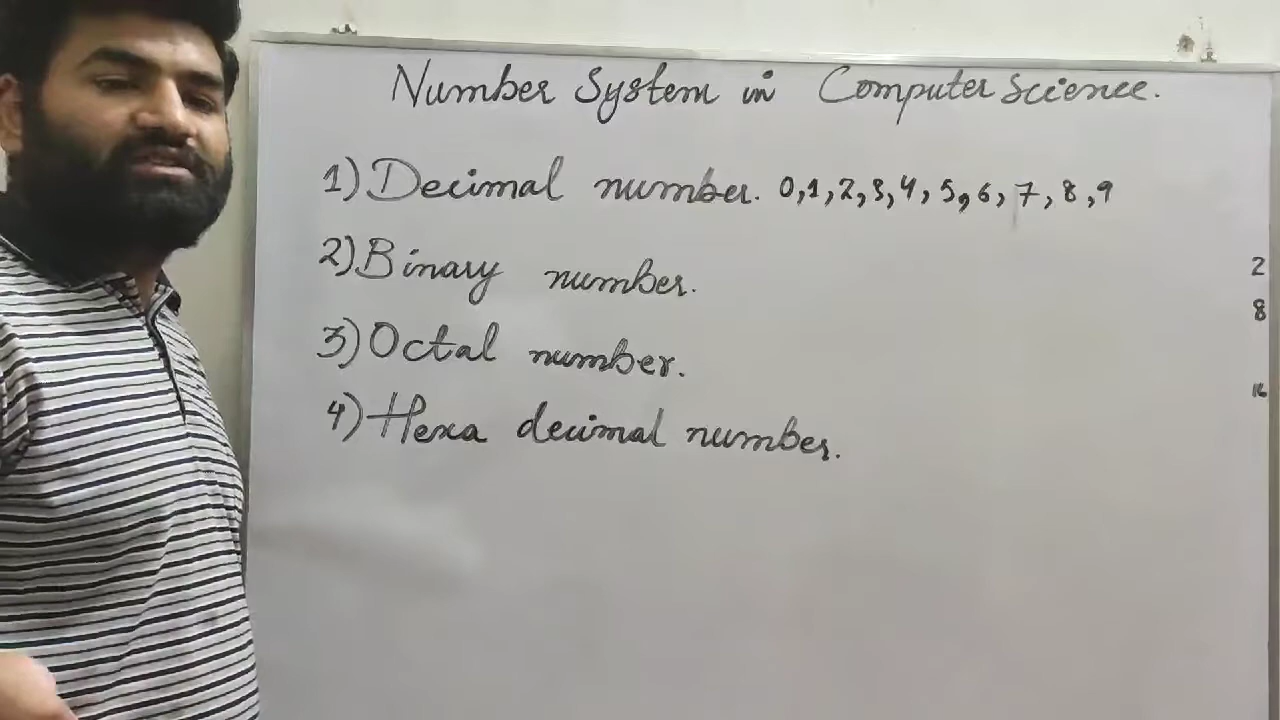 Number System in Computer Science.
1) Decimal number. 0,1,2,3,4,5,6,7,8,9
2) Binary number.
2
8
3) Octal number.
16
4) Hexa decimal number.